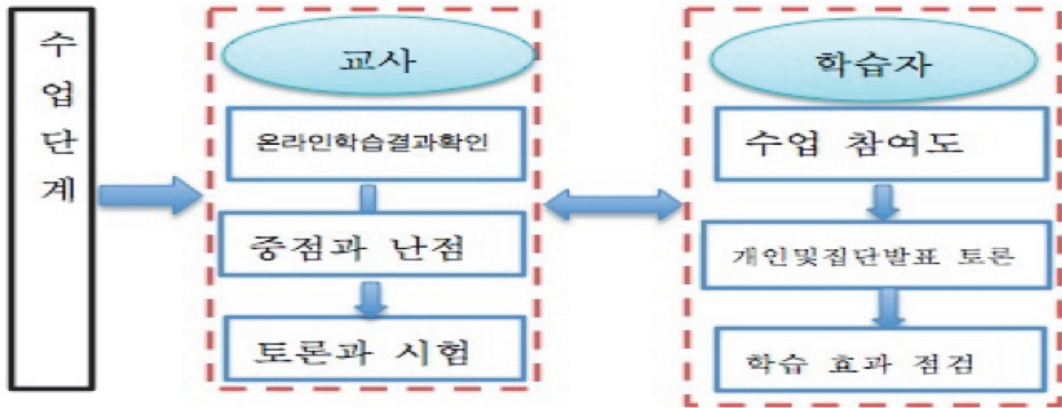 수업단계
교사
온라인학습결과확인
중점과 난점
토론과 시험
학습자
수업 참여도
개인및집단발표 토론
학습 효과 점검